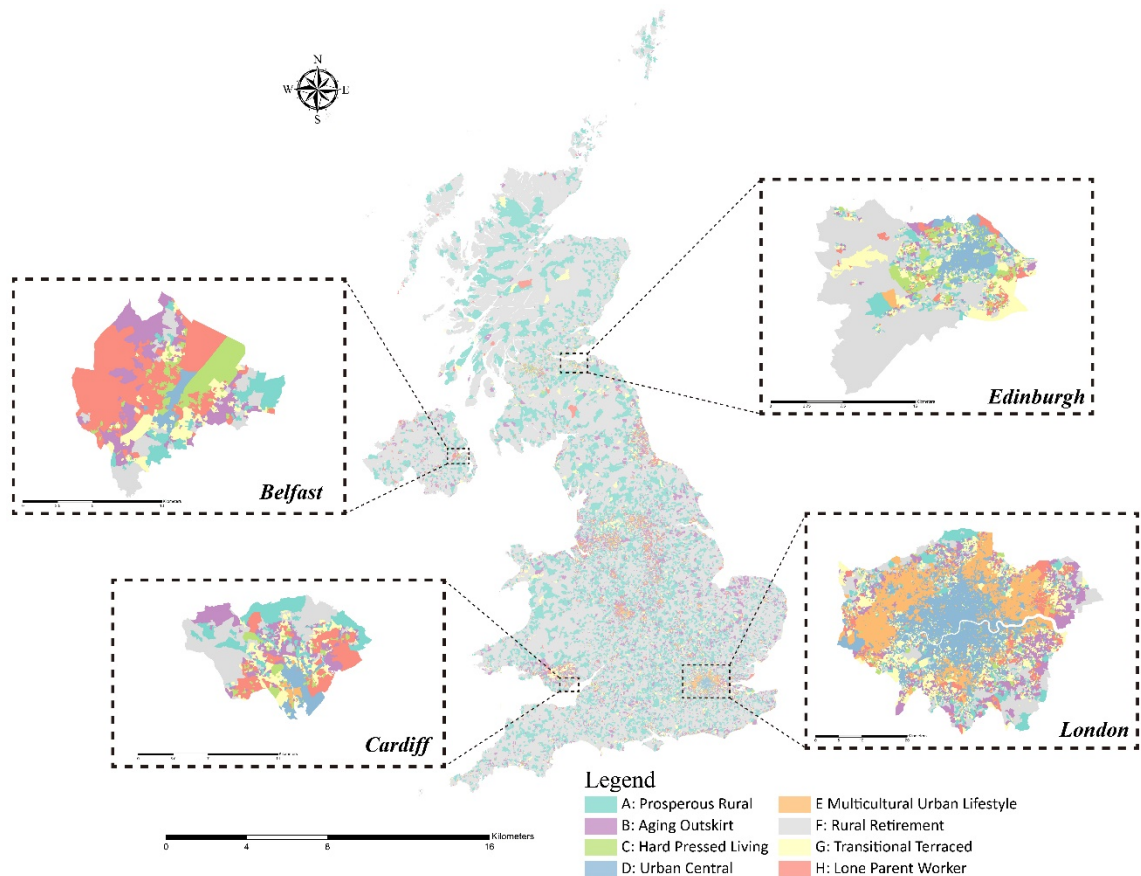 N
W E
S
Edinburgh
Belfast
Cardiff
London
Legend
A: Prosperous Rural
B: Aging Outskirt
C: Hard Pressed Living
D: Urban Central
E Multicultural Urban Lifestyle
F: Rural Retirement
G: Transitional Terraced
H: Lone Parent Worker
Kilometers
0 4 8 16